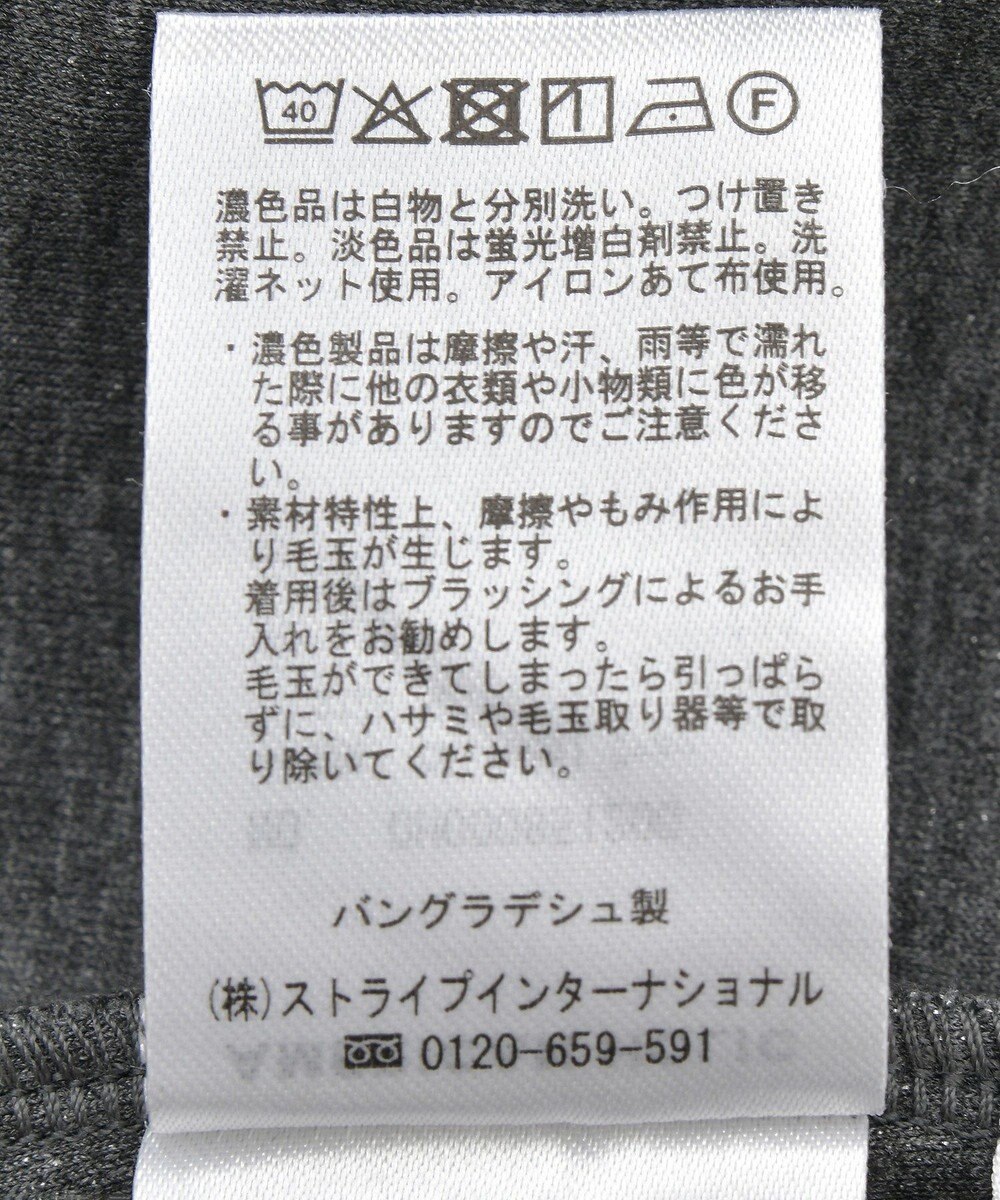 40 F
濃色品は白物と分別洗い。つけ置き
禁止。淡色品は蛍光増白剤禁止。洗
濯ネット使用。アイロンあて布使用。
・濃色製品は摩擦や汗、雨等で濡れ
た際に他の衣類や小物類に色が移
る事がありますのでご注意くださ
い。
・素材特性上、摩擦やもみ作用によ
り毛玉が生じます。
着用後はブラッシングによるお手
入れをお勧めします。
毛玉ができてしまったら引っぱら
ずに、ハサミや毛玉取り器等で取
り除いてください。
バングラデシュ製
(株)ストライプインターナショナル
0120-659-591